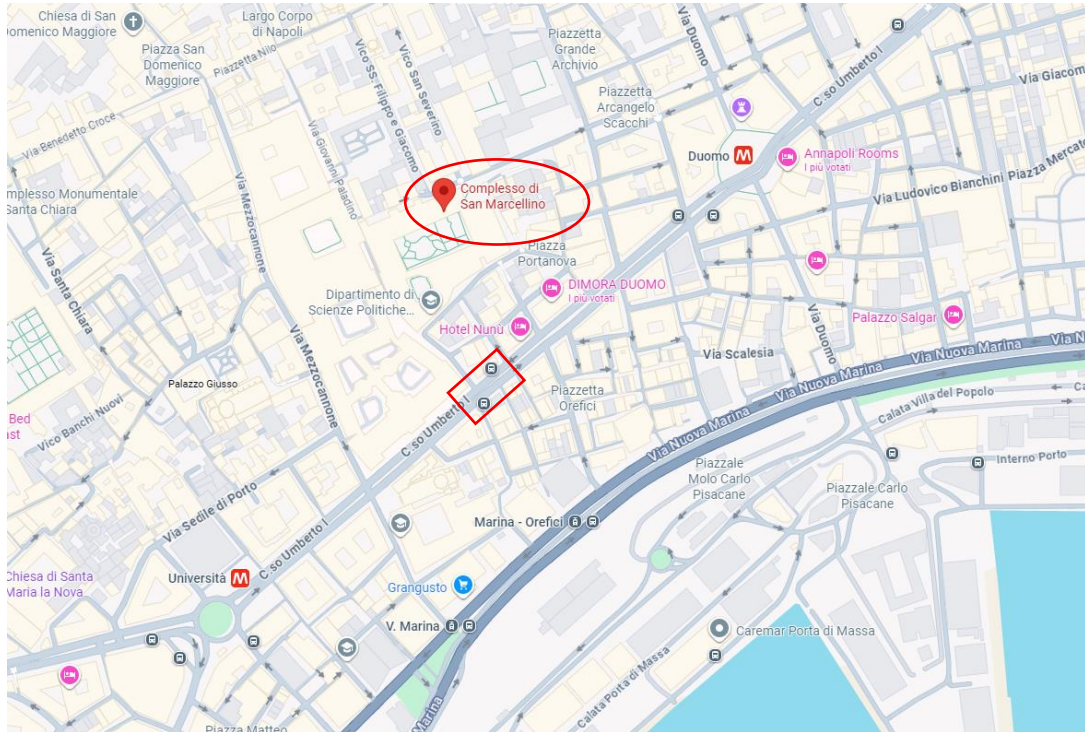 Chiesa di San
Domenico Maggiore
Largo Corpo
di Napoli
Piazza San
Domenico
Maggiore
Piazzetta Nilo
Vico SS. Filippo e Giacomo
Vico San Severino
Piazzetta
Grande
Archivio
Via Duomo
C.so Umberto I
Via Giacom
Piazzetta
Arcangelo
Scacchi
Via Benedetto Croce
Via Giovanni Paladino
Duomo
M
Annapoli Rooms
I più votati
Via Ludovico Bianchini
Piazza Mercato
mplesso Monumentale
Santa Chiara
Via Mezzocannone
Complesso di
San Marcellino
Piazza
Portanova
Via Santa Chiara
Dipartimento di
Scienze Politiche...
DIMORA DUOMO
I più votati
Hotel Nunù
Via Duomo
Palazzo Salgar
Via Mezzocannone
Via Scalesia
Via Nuova Marina
Via N
Via Nuova Marina
Palazzo Giusso
Piazzetta
Orefici
Via Nuova Marina
Calata Villa del Popolo
Ca
Bed
ast
Vico Banchi Nuovi
C.so Umberto I
Via Sedile di Porto
Piazzale
Molo Carlo
Pisacane
Piazzale Carlo
Pisacane
Interno Porto
Marina - Orefici
C.so Umberto I
Chiesa di Santa
Maria la Nova
Università
M
Grangusto
V. Marina
Caremar Porta di Massa
Calata Porta di Massa
Marina
Piazza Matteo